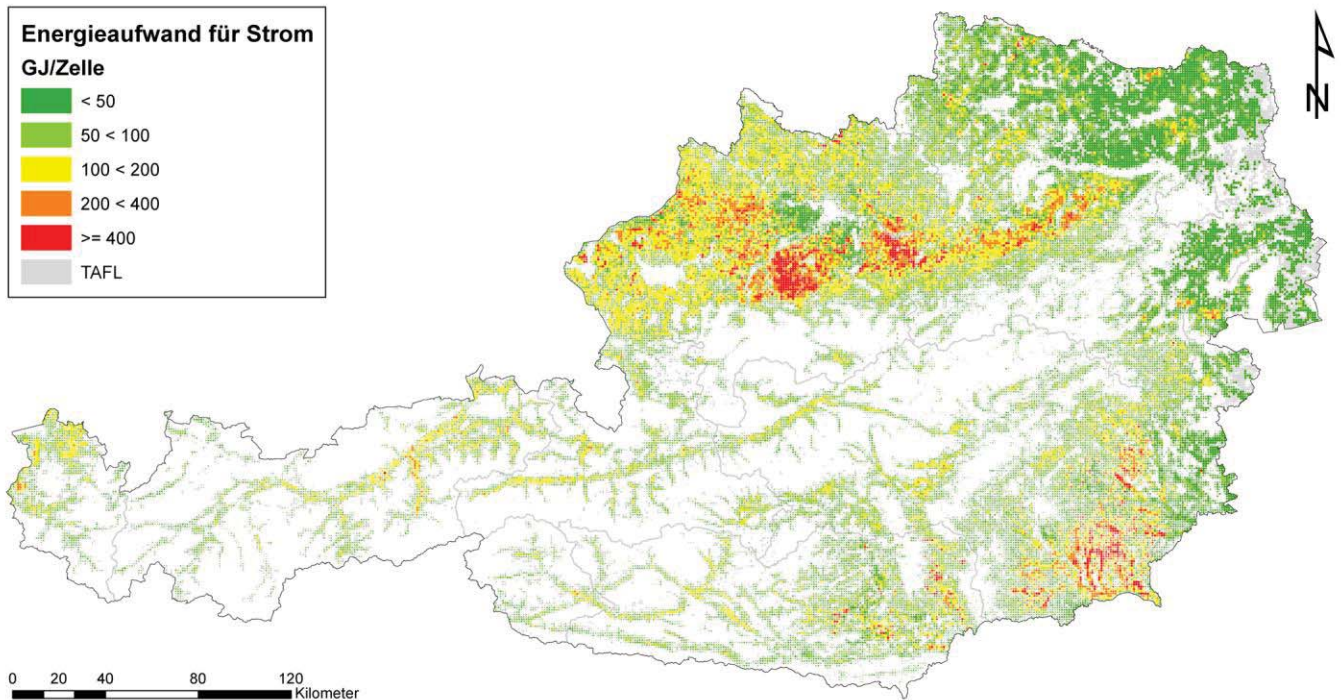 Energieaufwand für Strom
GJ/Zelle
< 50
50 < 100
100 < 200
200 < 400
>= 400
TAFL
N
0 20 40 80 120
Kilometer